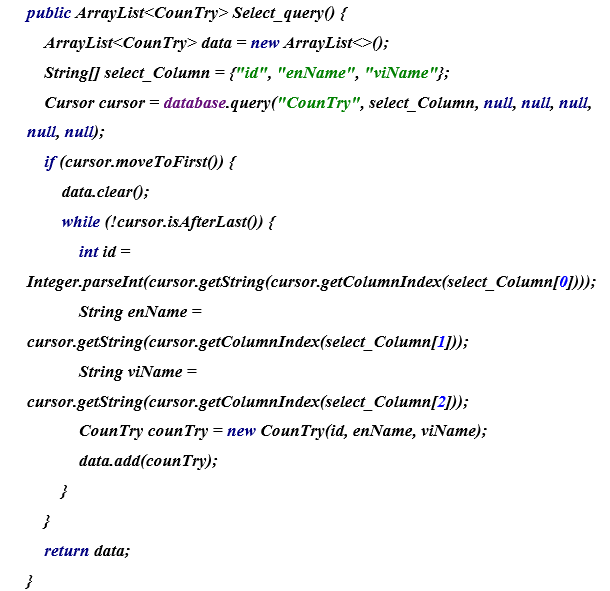 public ArrayList<CounTry> Select_query() {
ArrayList<CounTry> data = new ArrayList<>();
String[] select_Column = {"id", "enName", "viName"};
Cursor cursor = database.query("CounTry", select_Column, null, null, null,
null, null);
if (cursor.moveToFirst()) {
data.clear();
while (!cursor.isAfterLast()) {
int id =
Integer.parseInt(cursor.getString(cursor.getColumnIndex(select_Column[0])));
String enName =
cursor.getString(cursor.getColumnIndex(select_Column[1]));
String viName =
cursor.getString(cursor.getColumnIndex(select_Column[2]));
CounTry counTry = new CounTry(id, enName, viName);
data.add(counTry);
}
}
return data;
}